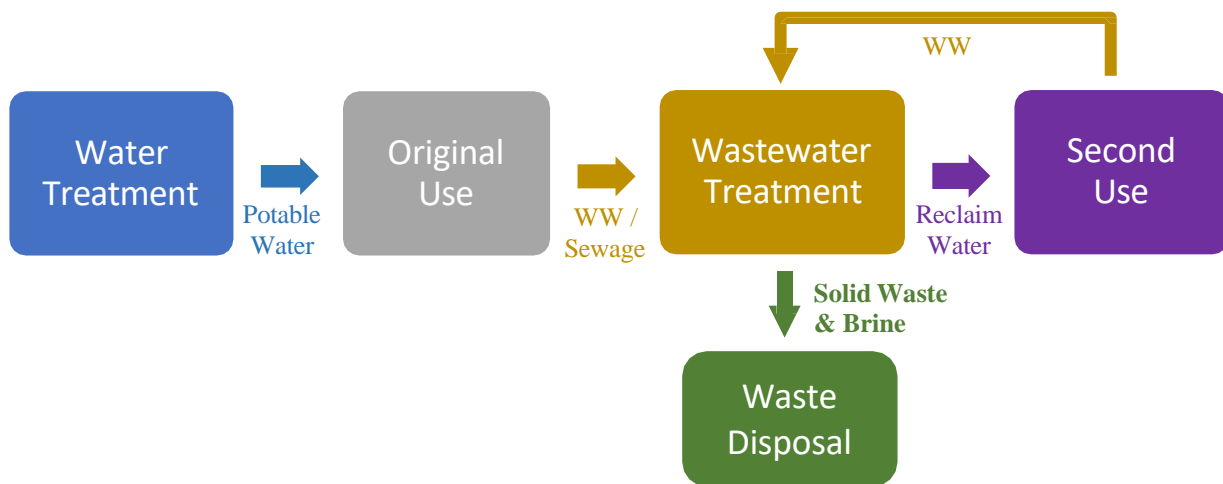 WW
Water
Treatment
Potable
Water
Original
Use
WW /
Sewage
Wastewater
Treatment
Reclaim
Water
Second
Use
Solid Waste
& Brine
Waste
Disposal